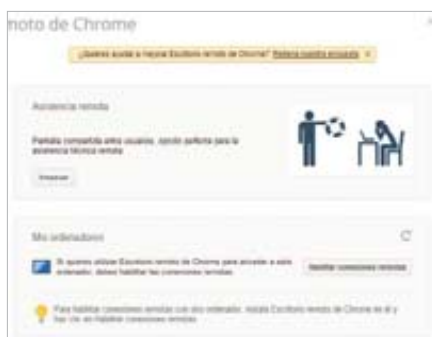 moto de Chrome
¿Quieres ayudar a mejorar Escritorio remoto de Chrome? Rellena nuestra encuesta. x
Asistencia remota
Pantalla compartida entre usuarios, opción perfecta para la
asistencia técnica remota
Empezar
Mis ordenadores
Si quieres utilizar Escritorio remoto de Chrome para acceder a este
ordenador, debes habilitar las conexiones remotas.
Habilitar conexiones remotas
Para habilitar conexiones remotas con otro ordenador, instala Escritorio remoto de Chrome en él y
haz clic en Habilitar conexiones remotas.